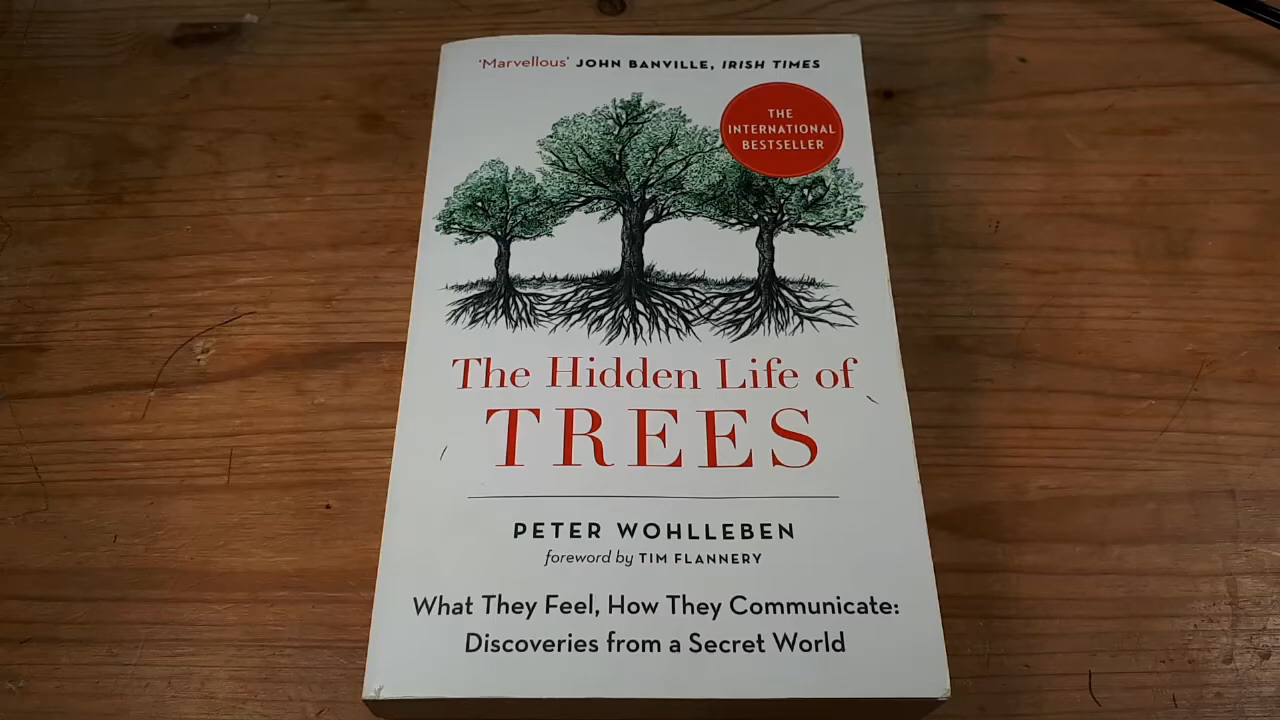 'Marvellous' JOHN BANVILLE, IRISH TIMES
THE
INTERNATIONAL
BESTSELLER
The Hidden Life of
TREES
PETER WOHLLEBEN
foreword by TIM FLANNERY
What They Feel, How They Communicate:
Discoveries from a Secret World